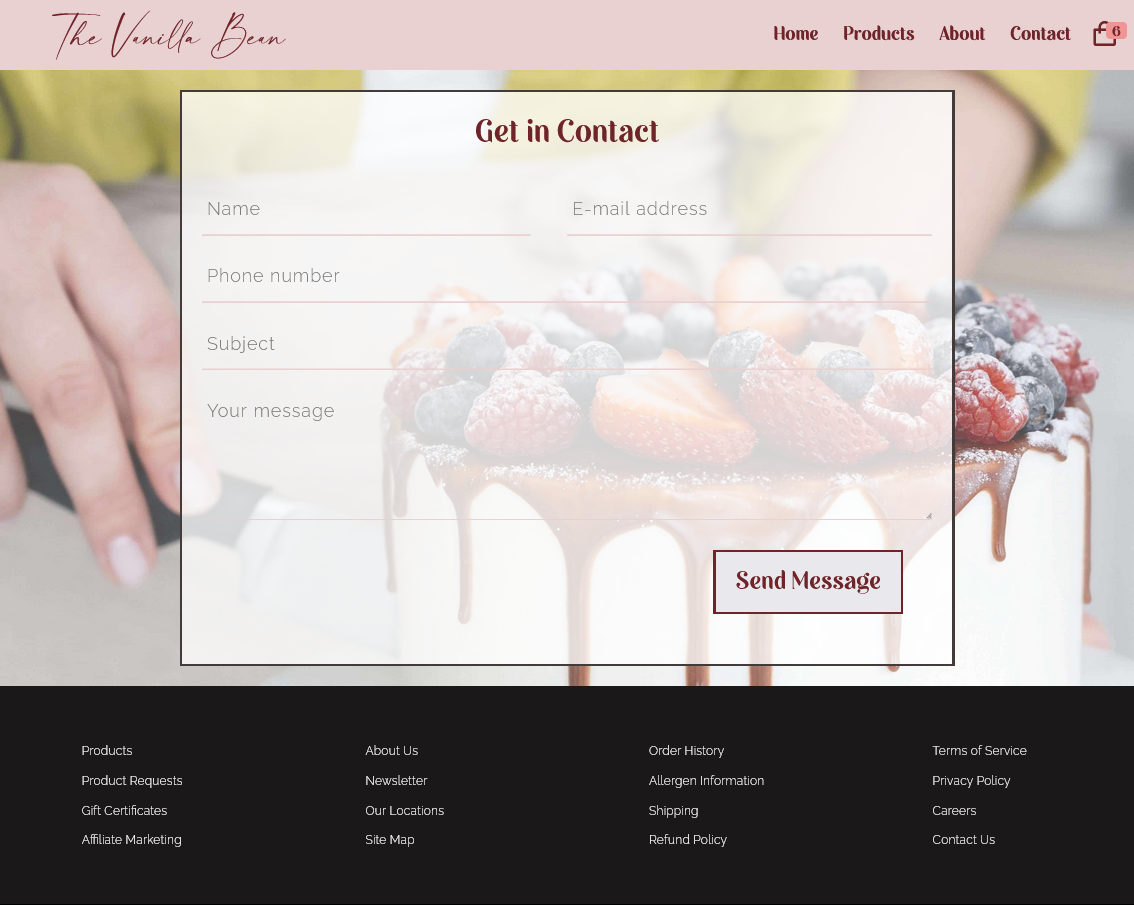 The Vanilla Bean
Home Products About Contact 6
Get in Contact
Name E-mail address
Phone number
Subject
Your message
Send Message
Products About Us Order History Terms of Service
Product Requests Newsletter Allergen Information Privacy Policy
Gift Certificates Our Locations Shipping Careers
Affiliate Marketing Site Map Refund Policy Contact Us